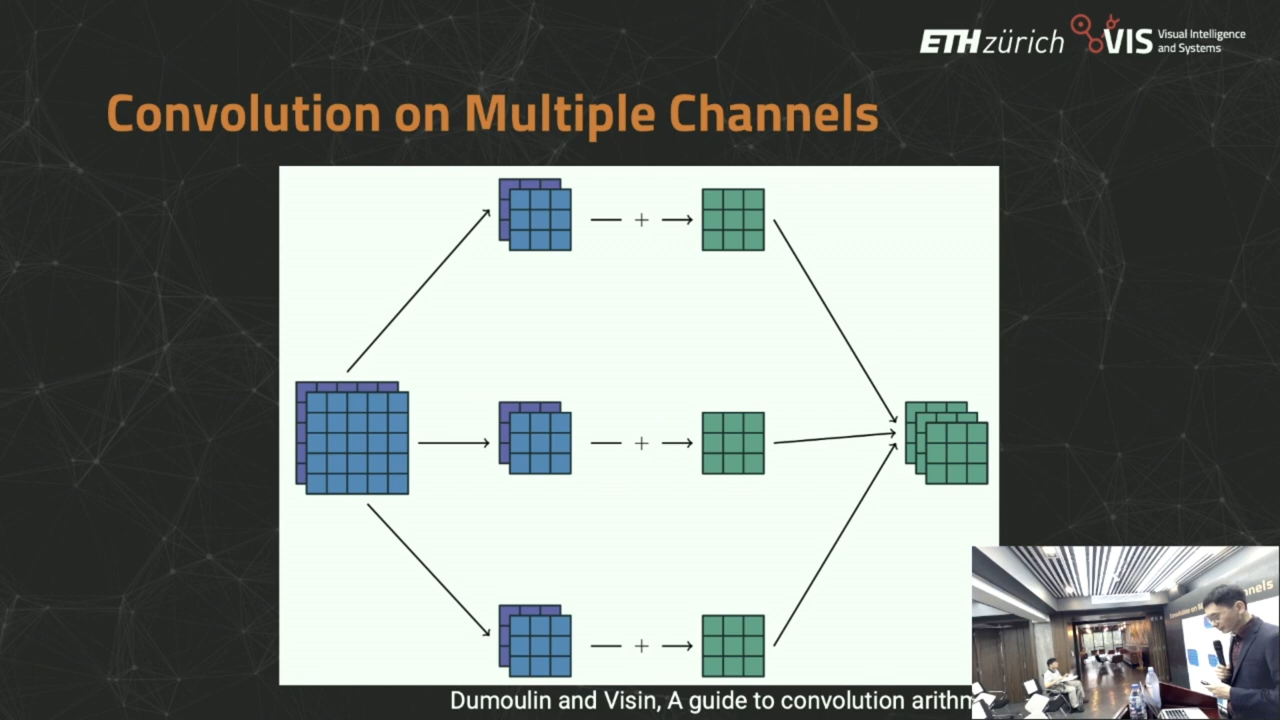 ETH zürich
VIS
Visual Intelligence
and Systems
Convolution on Multiple Channels
+
+
+
Dumoulin and Visin, A guide to convolution arithm